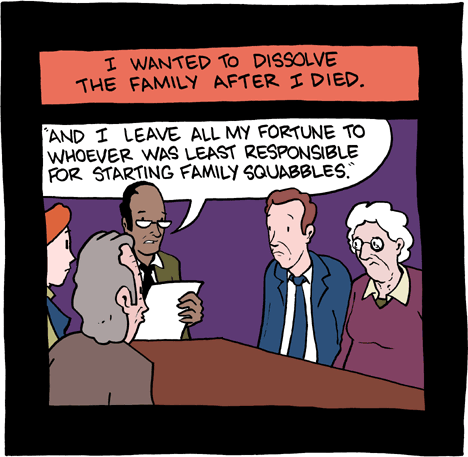 I WANTED TO DISSOLVE
THE FAMILY AFTER I DIED.
"AND I LEAVE ALL MY FORTUNE TO
WHOEVER WAS LEAST RESPONSIBLE
FOR STARTING FAMILY SQUABBLES."